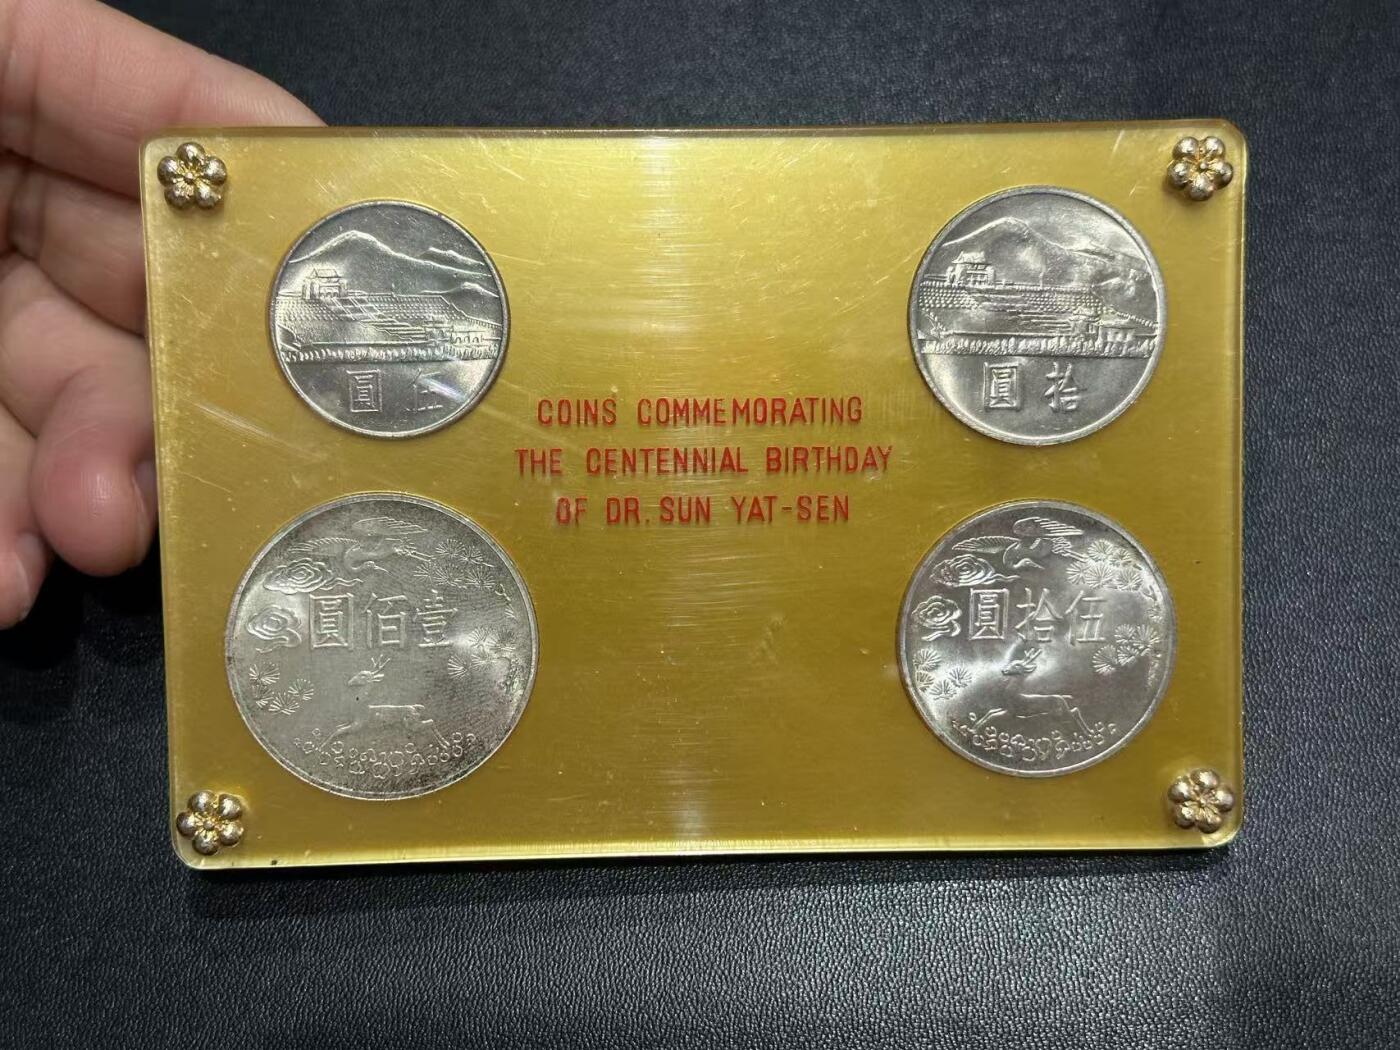 圓 伍
圓 拾
COINS COMMEMORATING
THE CENTENNIAL BIRTHDAY
OF DR. SUN YAT-SEN
圓佰壹
圓拾伍